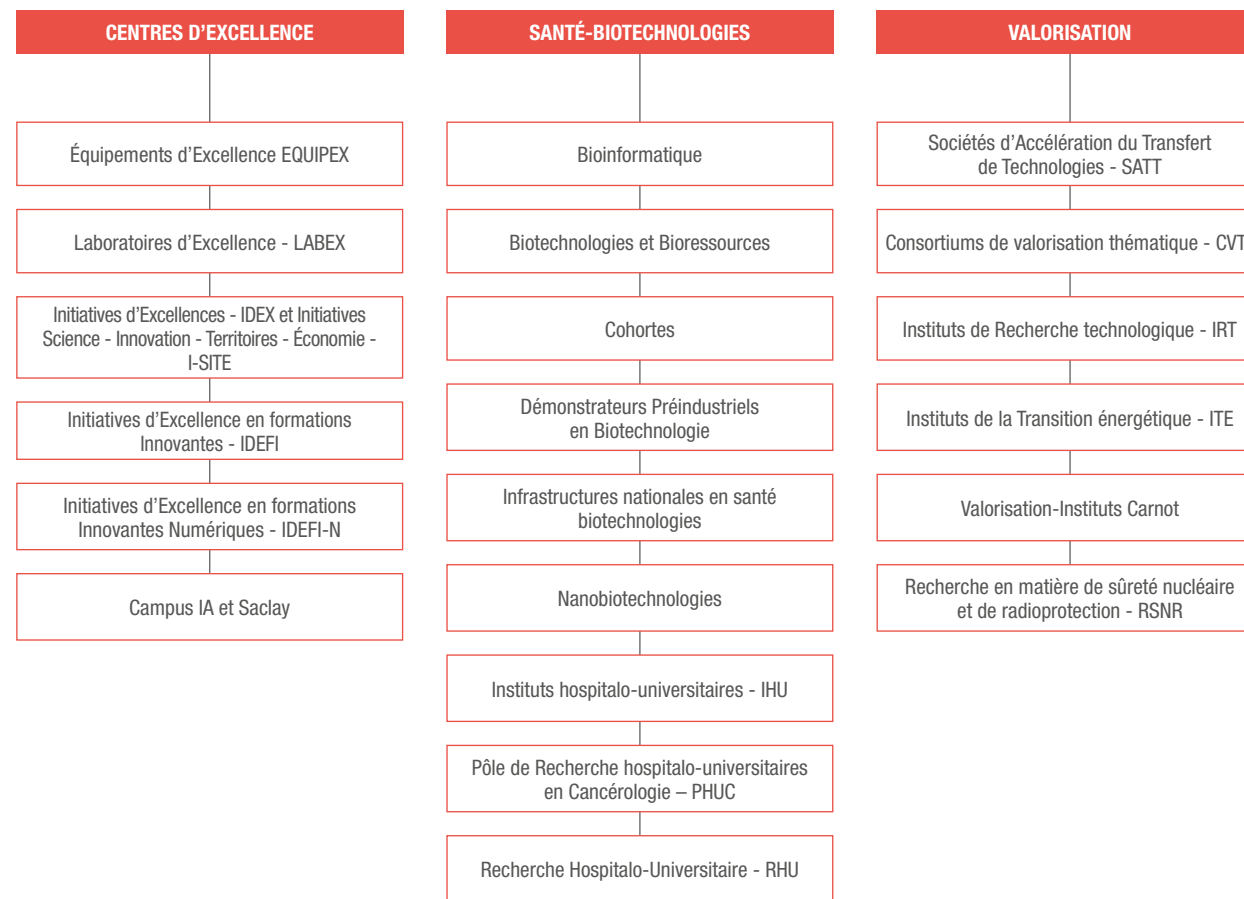 CENTRES D’EXCELLENCE
Équipements d’Excellence EQUIPEX
Laboratoires d’Excellence - LABEX
Initiatives d’Excellences - IDEX et Initiatives
Science - Innovation - Territoires - Économie -
I-SITE
Initiatives d’Excellence en formations
Innovantes - IDEFI
Initiatives d’Excellence en formations
Innovantes Numériques - IDEFI-N
Campus IA et Saclay
SANTÉ-BIOTECHNOLOGIES
Bioinformatique
Biotechnologies et Bioressources
Cohortes
Démonstrateurs Préindustriels
en Biotechnologie
Infrastructures nationales en santé
biotechnologies
Nanobiotechnologies
Instituts hospitalo-universitaires - IHU
Pôle de Recherche hospitalo-universitaires
en Cancérologie – PHUC
Recherche Hospitalo-Universitaire - RHU
VALORISATION
Sociétés d’Accélération du Transfert
de Technologies - SATT
Consortiums de valorisation thématique - CVT
Instituts de Recherche technologique - IRT
Instituts de la Transition énergétique - ITE
Valorisation-Instituts Carnot
Recherche en matière de sûreté nucléaire
et de radioprotection - RSNR